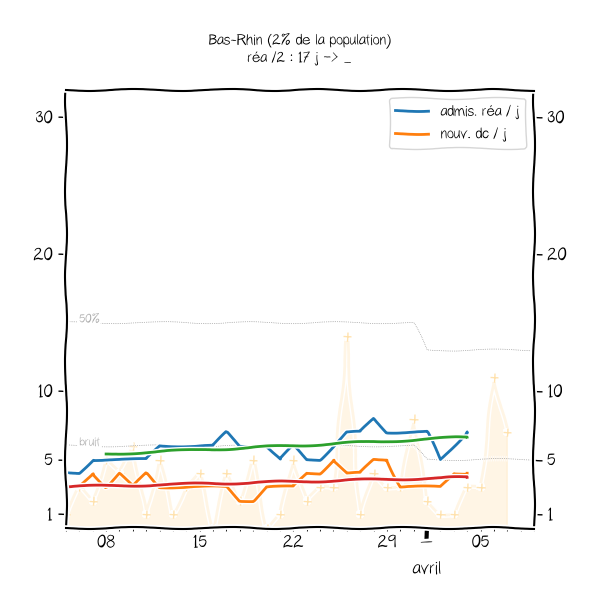 Bas-Rhin (2% de la population)
réa /2 : 17 j -> _
admis. réa / j
nouv. dc / j
30 30
20 20
50%
10 10
bruit
5 5
1 1
08 15 22 29 05
avril